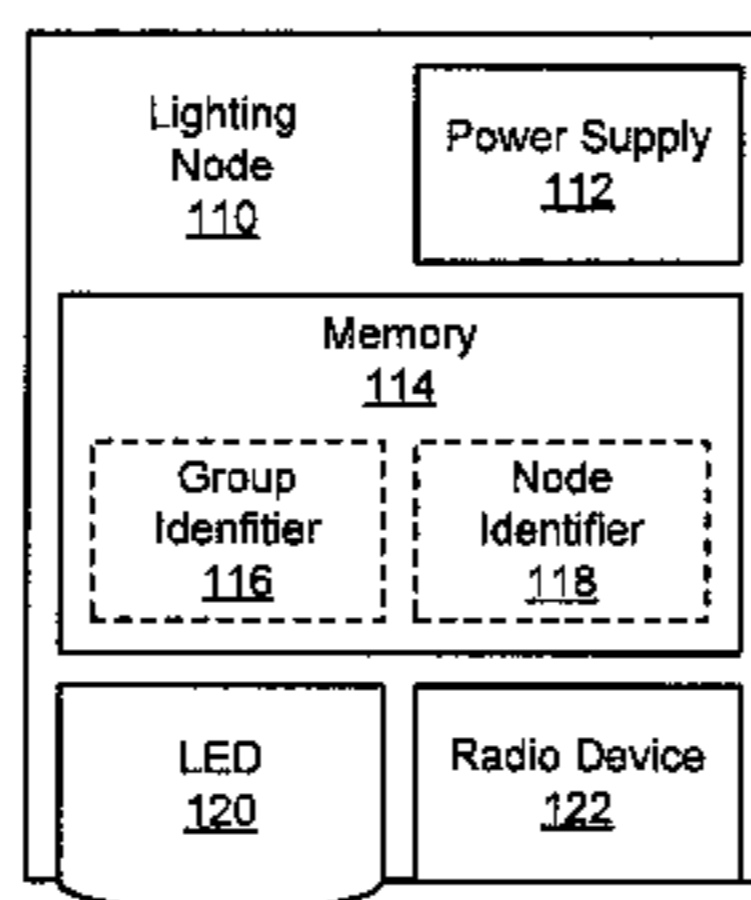 Lighting
Node
110
Power Supply
112
Memory
114
Group
Idenfitier
116
Node
Identifier
118
LED
120
Radio Device
122